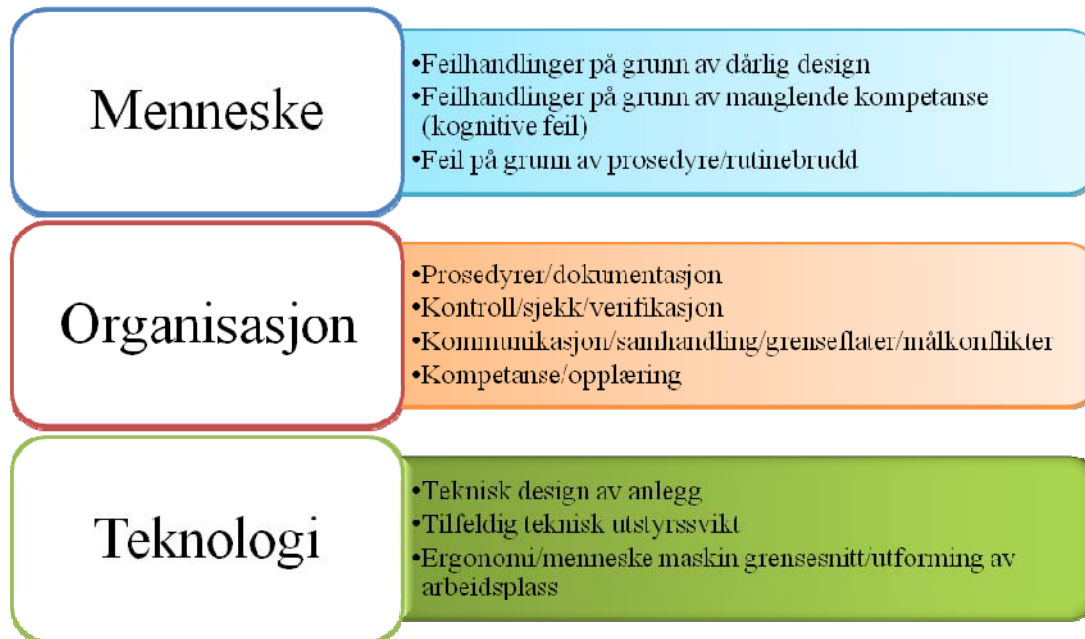 Menneske
•Feilhandlinger på grunn av dårlig design
•Feilhandlinger på grunn av manglende kompetanse
(kognitive feil)
•Feil på grunn av prosedyre/rutinebrudd
Organisasjon
•Prosedyrer/dokumentasjon
•Kontroll/sjekk/verifikasjon
•Kommunikasjon/samhandling/grenseflater/målkonflikter
•Kompetanse/opplæring
Teknologi
•Teknisk design av anlegg
•Tilfeldig teknisk utstyrssvikt
•Ergonomi/menneske maskin grensesnitt/utforming av
arbeidsplass